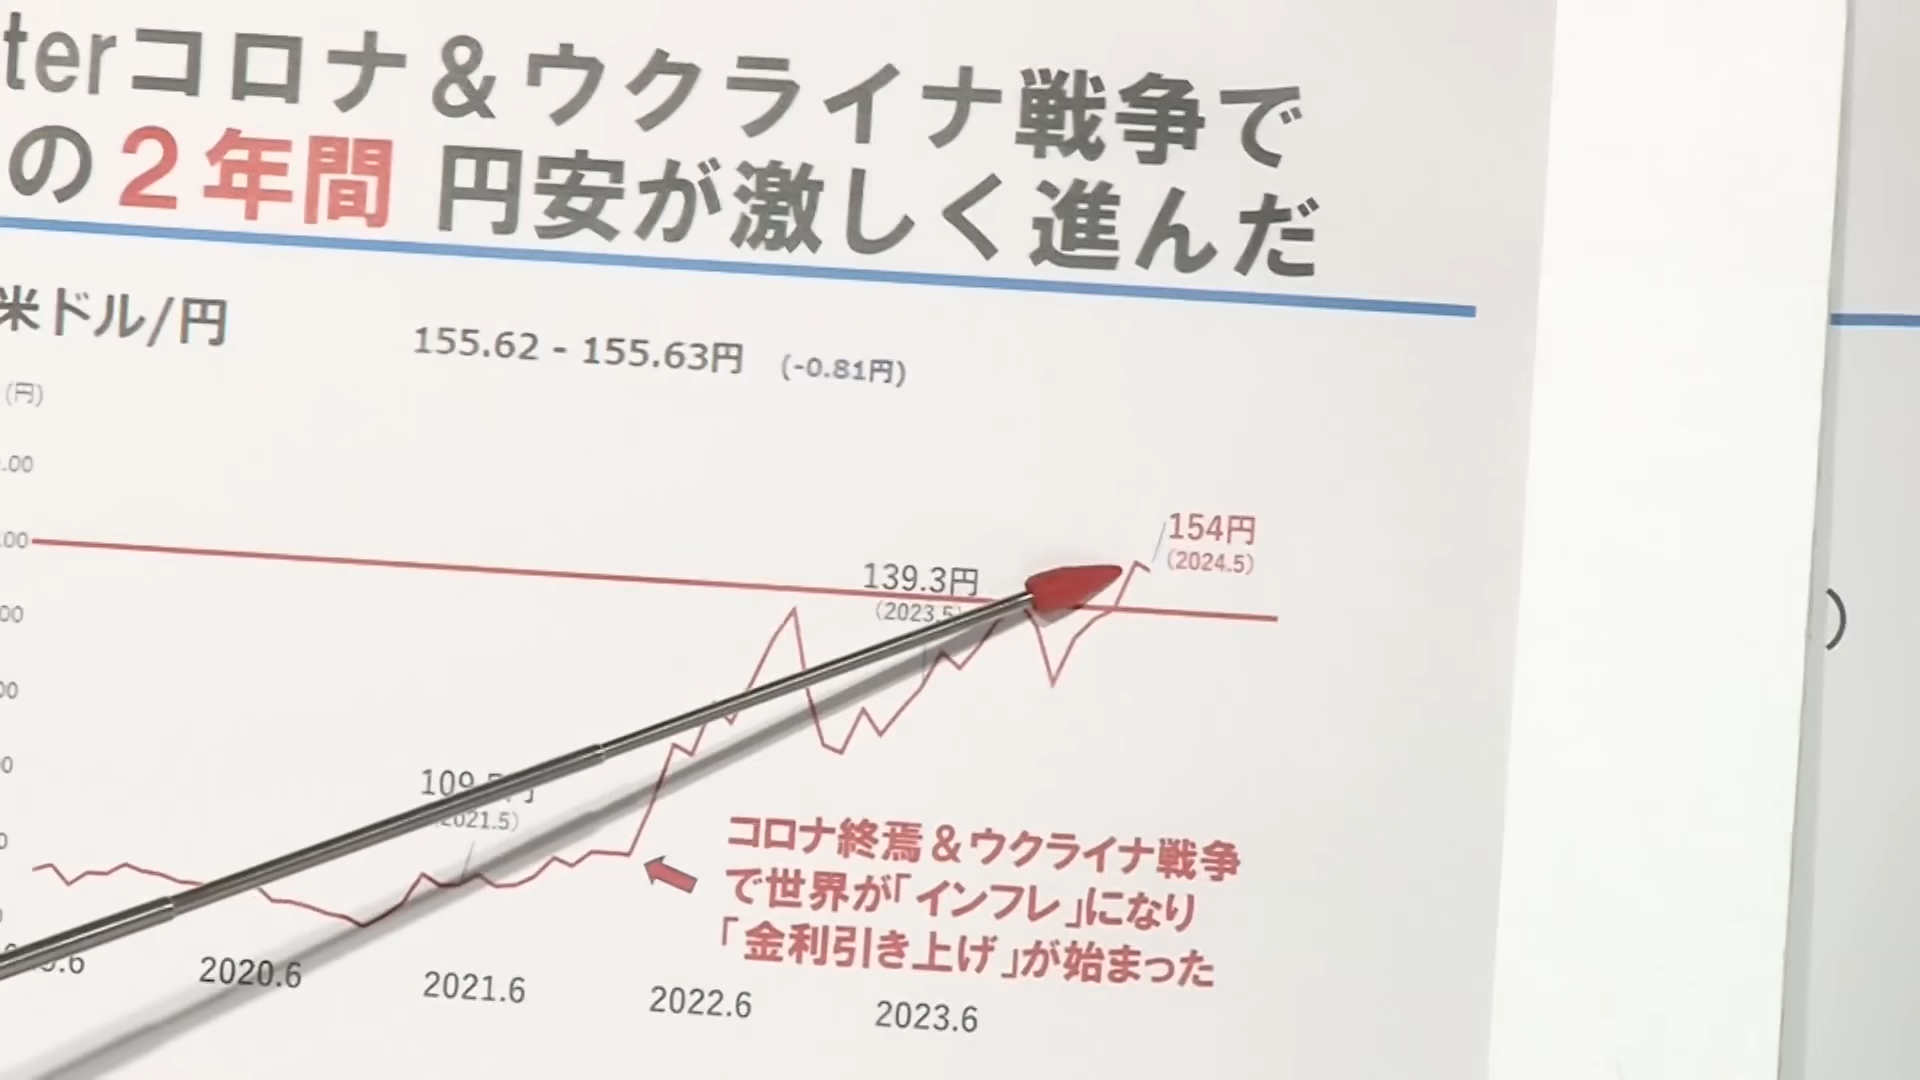 terコロナ＆ウクライナ戦争で
の２年間 円安が激しく進んだ
米ドル/円
155.62 - 155.63円 (-0.81円)
(円)
.00
.00
00
00
00
0
154円
(2024.5)
139.3円
(2023.5)
2021.5)
コロナ終焉＆ウクライナ戦争
で世界が「インフレ」になり
「金利引き上げ」が始まった
2020.6
2021.6
2022.6
2023.6
)